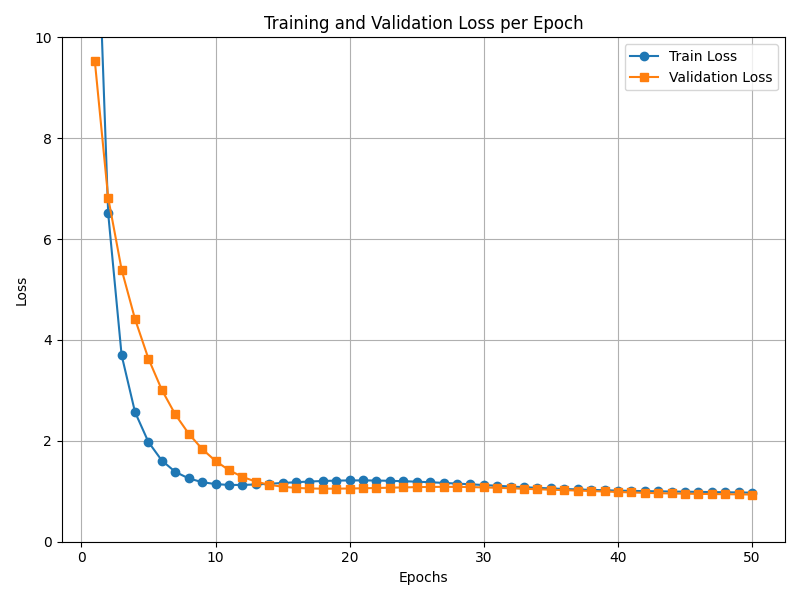 Training and Validation Loss per Epoch
Train Loss
Validation Loss
10
8
6
4
2
0
Loss
0 10 20 30 40 50
Epochs